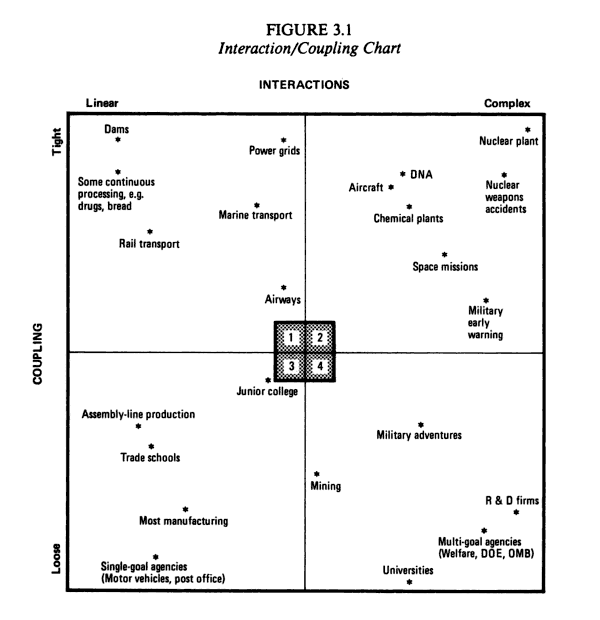 FIGURE 3.1
Interaction/Coupling Chart
INTERACTIONS
Linear
Complex
COUPLING
Tight
Loose
Dams
*
Power grids
*
Some continuous
processing, e.g.
drugs, bread
*
Marine transport
*
Rail transport
*
Airways
*
Nuclear plant
*
* DNA
Aircraft *
Nuclear
weapons
accidents
*
Chemical plants
*
Space missions
*
Military
early
warning
*
1
2
3
4
Junior college
*
Assembly-line production
*
Trade schools
*
Most manufacturing
*
Single-goal agencies
(Motor vehicles, post office)
*
Military adventures
*
Mining
*
R & D firms
*
Multi-goal agencies
(Welfare, DOE, OMB)
*
Universities
*